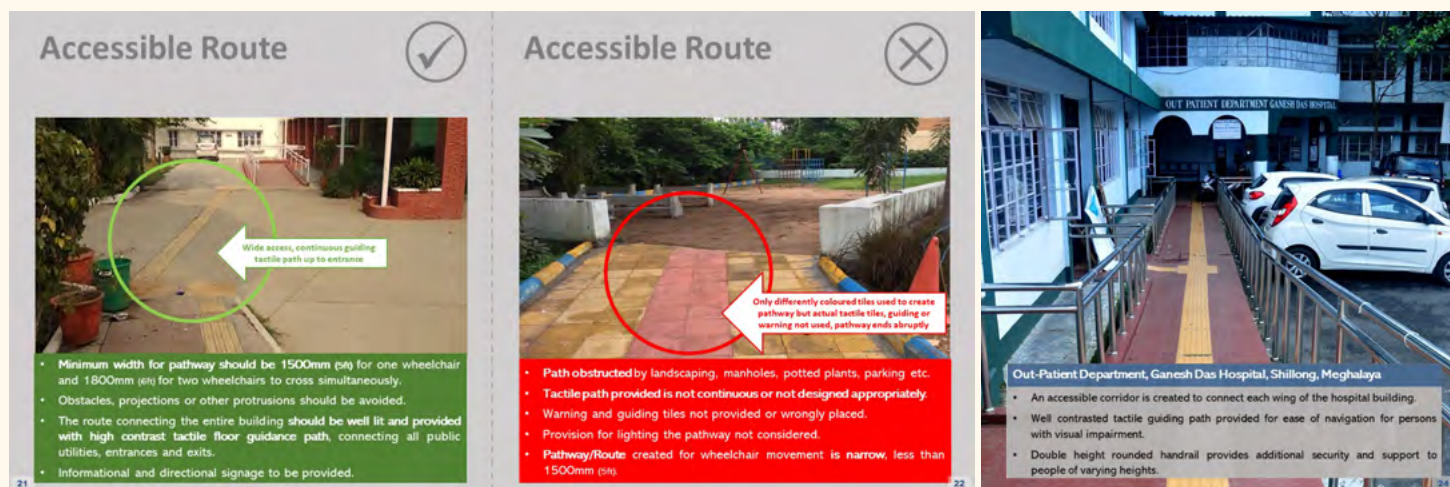 Accessible Route
Wide access, continuous guiding
tactile path up to entrance
• Minimum width for pathway should be 1500mm (5ft) for one wheelchair
and 1800mm (6ft) for two wheelchairs to cross simultaneously.
• Obstacles, projections or other protrusions should be avoided.
• The route connecting the entire building should be well lit and provided
with high contrast tactile floor guidance path, connecting all public
utilities, entrances and exits.
• Informational and directional signage to be provided.
21
Accessible Route
Only differently coloured tiles used to create
pathway but actual tactile tiles, guiding or
warning not used, pathway ends abruptly
• Path obstructed by landscaping, manholes, potted plants, parking etc.
• Tactile path provided is not continuous or not designed appropriately.
• Warning and guiding tiles not provided or wrongly placed.
• Provision for lighting the pathway not considered.
• Pathway/Route created for wheelchair movement is narrow, less than
1500mm (5ft).
22
OUT PATIENT DEPARTMENT GANESH DAS HOSPITAL
Out-Patient Department, Ganesh Das Hospital, Shillong, Meghalaya
• An accessible corridor is created to connect each wing of the hospital building.
• Well contrasted tactile guiding path provided for ease of navigation for persons
with visual impairment.
• Double height rounded handrail provides additional security and support to
people of varying heights.